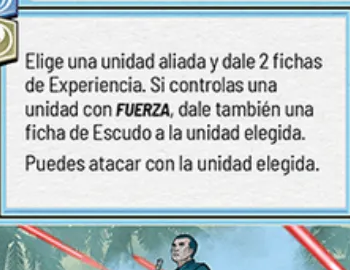 Elige una unidad aliada y dale 2 fichas
de Experiencia. Si controlas una
unidad con FUERZA, dale también una
ficha de Escudo a la unidad elegida.
Puedes atacar con la unidad elegida.